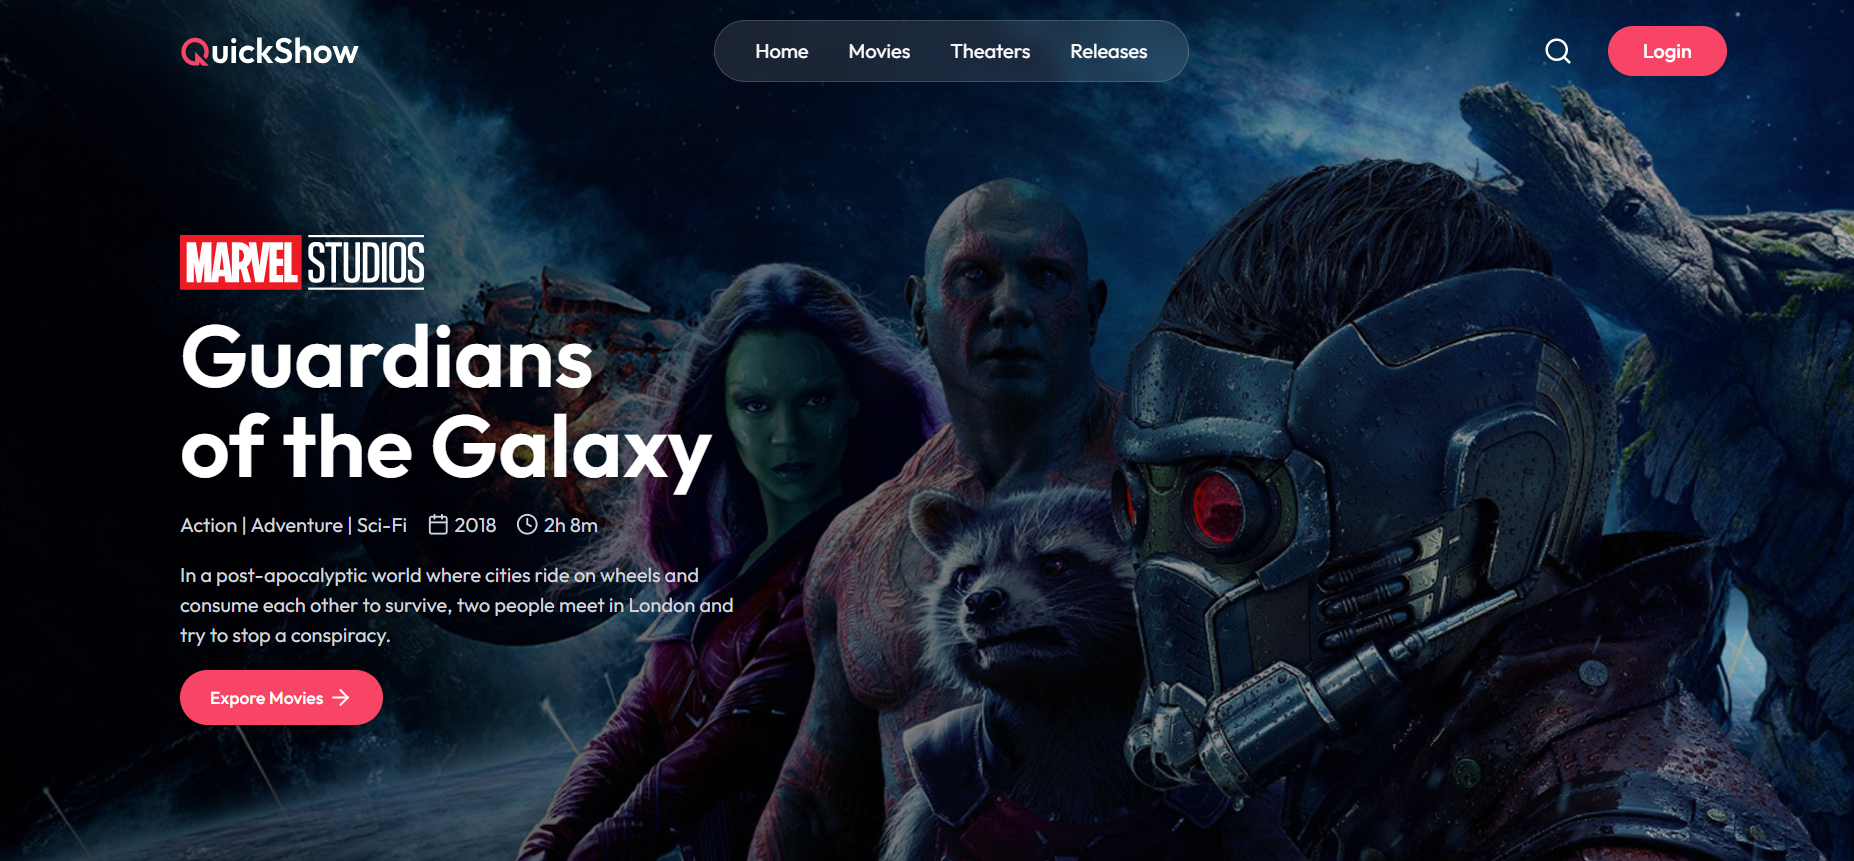 QuickShow
Home Movies Theaters Releases
Login
MARVEL STUDIOS
Guardians
of the Galaxy
Action | Adventure | Sci-Fi 2018 2h 8m
In a post-apocalyptic world where cities ride on wheels and
consume each other to survive, two people meet in London and
try to stop a conspiracy.
Expore Movies